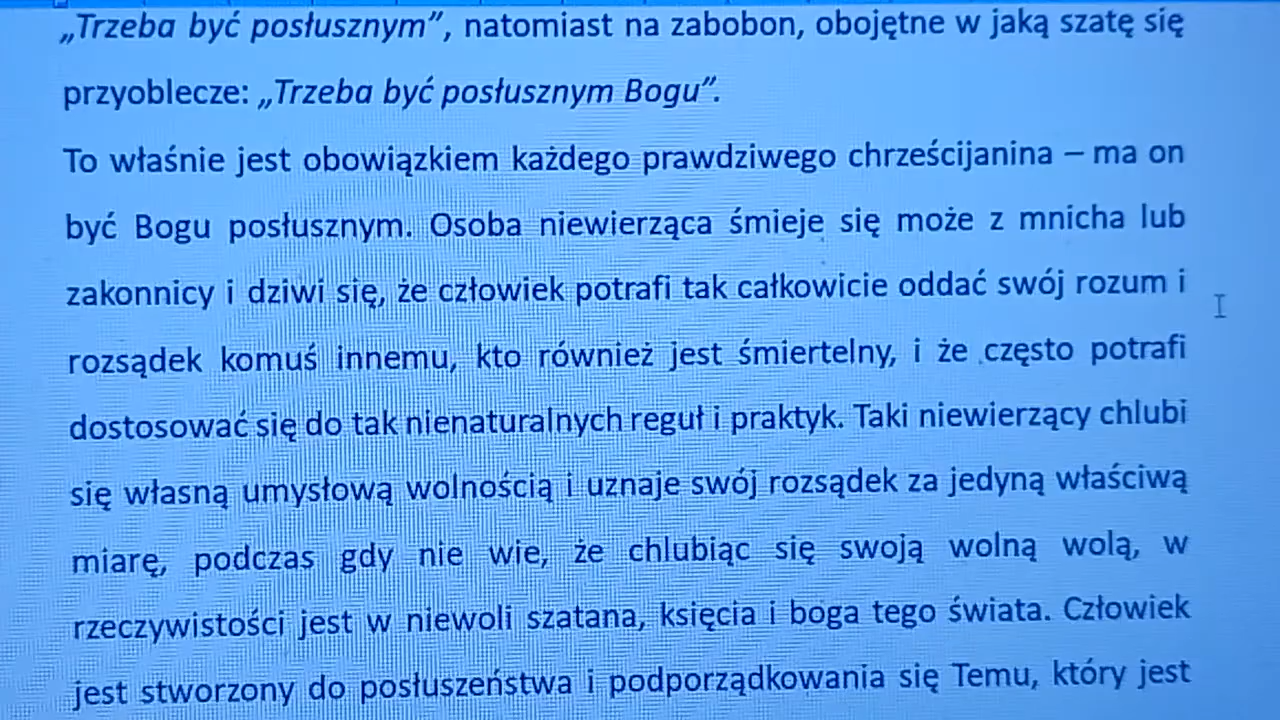 „Trzeba być posłusznym”, natomiast na zabobon, obojętne w jaką szatę się
przyoblecze: „Trzeba być posłusznym Bogu”.
To właśnie jest obowiązkiem każdego prawdziwego chrześcijanina – ma on
być Bogu posłusznym. Osoba niewierząca śmieje się może z mnicha lub
zakonnicy i dziwi się, że człowiek potrafi tak całkowicie oddać swój rozum i
rozsądek komuś innemu, kto również jest śmiertelny, i że często potrafi
dostosować się do tak nienaturalnych reguł i praktyk. Taki niewierzący chlubi
się własną umysłową wolnością i uznaje swój rozsądek za jedyną właściwą
miarę, podczas gdy nie wie, że chlubiąc się swoją wolną wolą, w
rzeczywistości jest w niewoli szatana, księcia i boga tego świata. Człowiek
jest stworzony do posłuszeństwa i podporządkowania się Temu, który jest